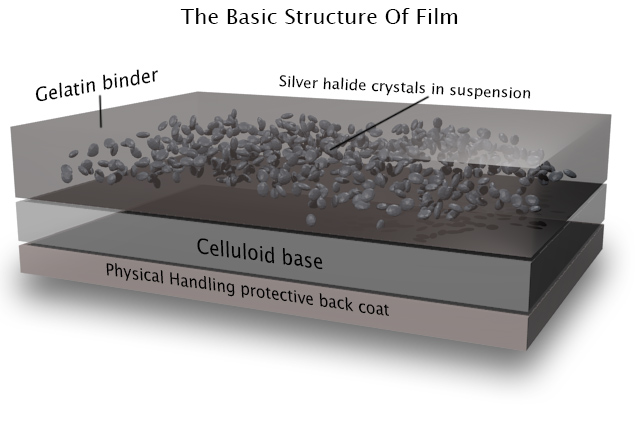 The Basic Structure Of Film
Gelatin binder
Silver halide crystals in suspension
Celluloid base
Physical Handling protective back coat